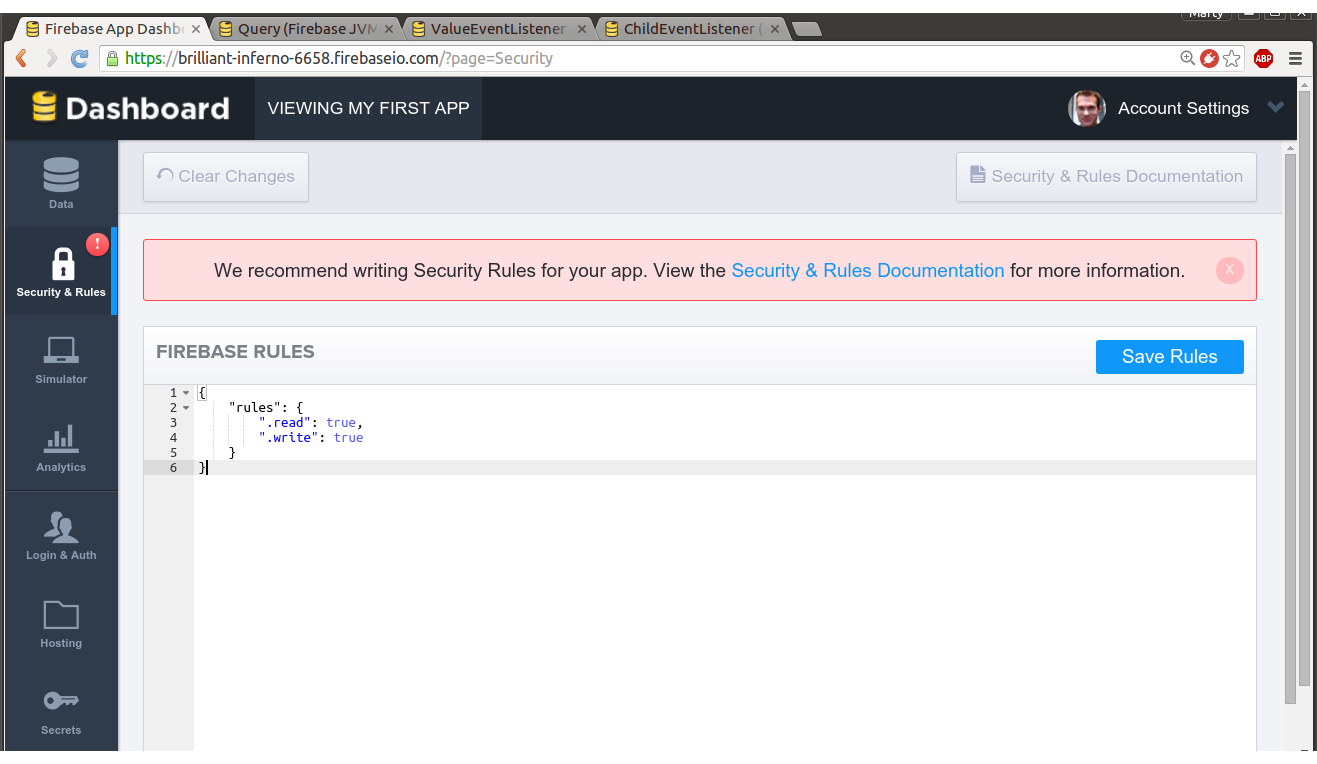 Marty
Firebase App Dashb
Query (Firebase JVM
ValueEventListener
ChildEventListener (
https://brilliant-inferno-6658.firebaseio.com/?page=Security
ABP
Dashboard
VIEWING MY FIRST APP
Account Settings
Data
Clear Changes
Security & Rules Documentation
!
Security & Rules
We recommend writing Security Rules for your app. View the Security & Rules Documentation for more information.
X
Simulator
Analytics
Login & Auth
Hosting
Secrets
FIREBASE RULES
Save Rules
1 {
2 "rules": {
3 ".read": true,
4 ".write": true
5 }
6 }